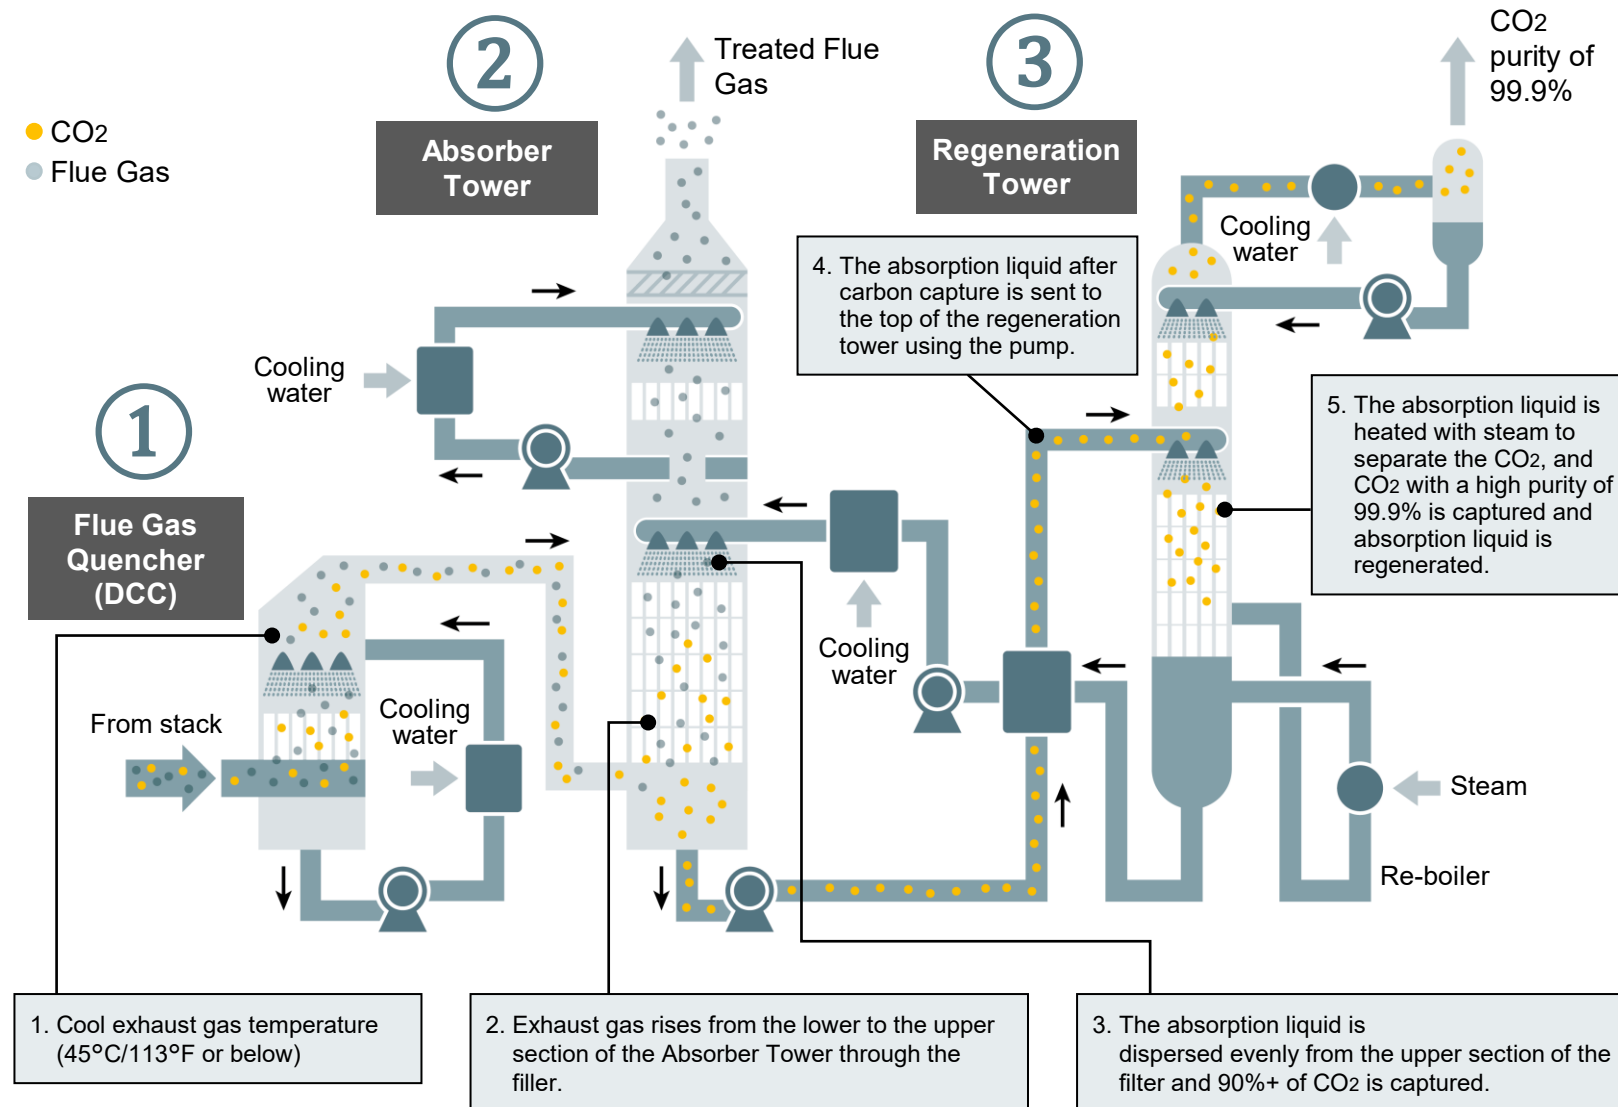 CO2
Flue Gas
1
Flue Gas
Quencher
(DCC)
2
Absorber
Tower
Treated Flue
Gas
3
Regeneration
Tower
CO2
purity of
99.9%
Cooling
water
4. The absorption liquid after
carbon capture is sent to
the top of the regeneration
tower using the pump.
Cooling
water
5. The absorption liquid is
heated with steam to
separate the CO2, and
CO2 with a high purity of
99.9% is captured and
absorption liquid is
regenerated.
Cooling
water
From stack
Cooling
water
Steam
Re-boiler
1. Cool exhaust gas temperature
(45°C/113°F or below)
2. Exhaust gas rises from the lower to the upper
section of the Absorber Tower through the
filler.
3. The absorption liquid is
dispersed evenly from the upper section of the
filter and 90%+ of CO2 is captured.